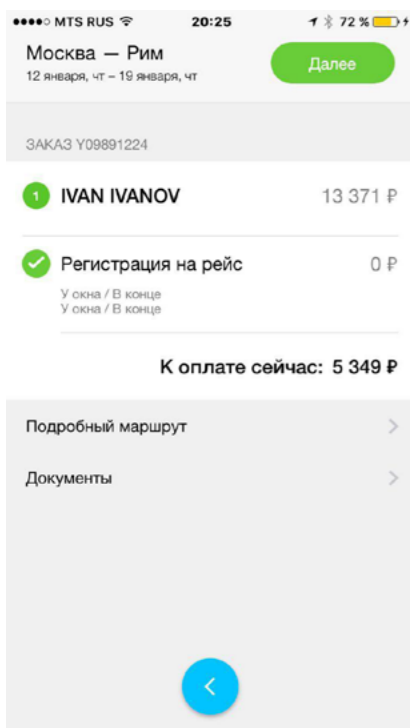 MTS RUS 20:25 72 %
Москва — Рим
12 января, чт – 19 января, чт
Далее
ЗАКАЗ Y09891224
1 IVAN IVANOV 13 371 ₽
Регистрация на рейс 0 ₽
У окна / В конце
У окна / В конце
К оплате сейчас: 5 349 ₽
Подробный маршрут
Документы